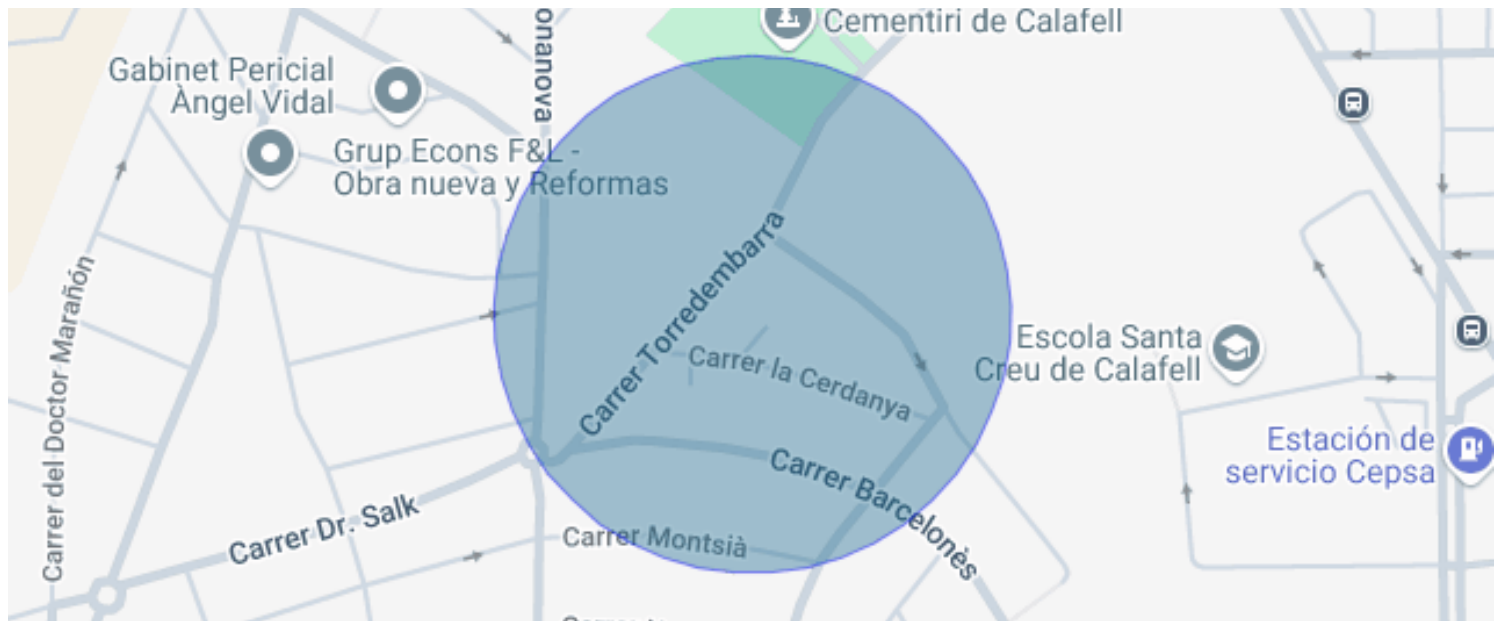 Cementiri de Calafell
onanova
Gabinet Pericial
Àngel Vidal
Grup Econs F&L -
Obra nueva y Reformas
Carrer Torredembarra
Carrer del Doctor Marañón
Escola Santa
Creu de Calafell
Carrer la Cerdanya
Estación de
servicio Cepsa
Carrer Barcelonès
Carrer Dr. Salk
Carrer Montsià